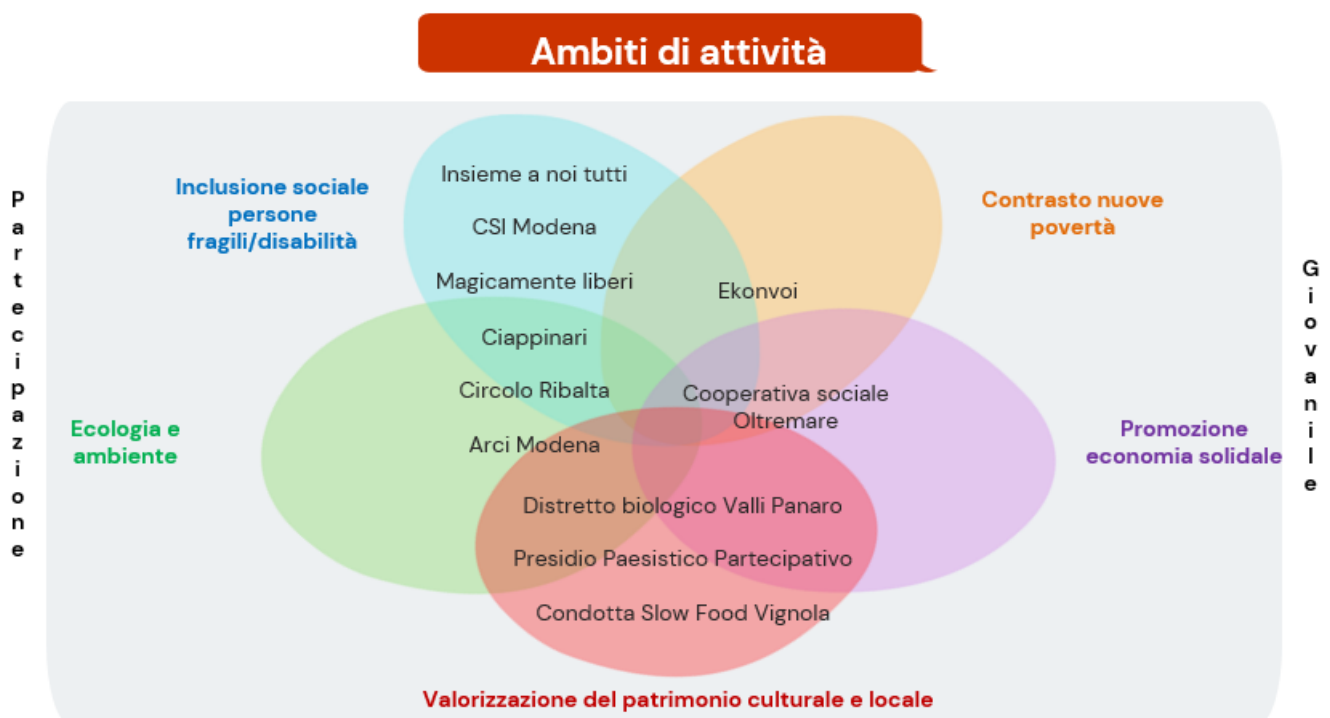 Ambiti di attività
Partecipazione
Inclusione sociale
persone
fragili/disabilità
Insieme a noi tutti
CSI Modena
Magicamente liberi
Ciappinari
Circolo Ribalta
Arci Modena
Contrasto nuove
povertà
Ekonvoi
Cooperativa sociale
Oltremare
Ecologia e
ambiente
Promozione
economia solidale
Distretto biologico Valli Panaro
Presidio Paesistico Partecipativo
Condotta Slow Food Vignola
Valorizzazione del patrimonio culturale e locale
Giovanile